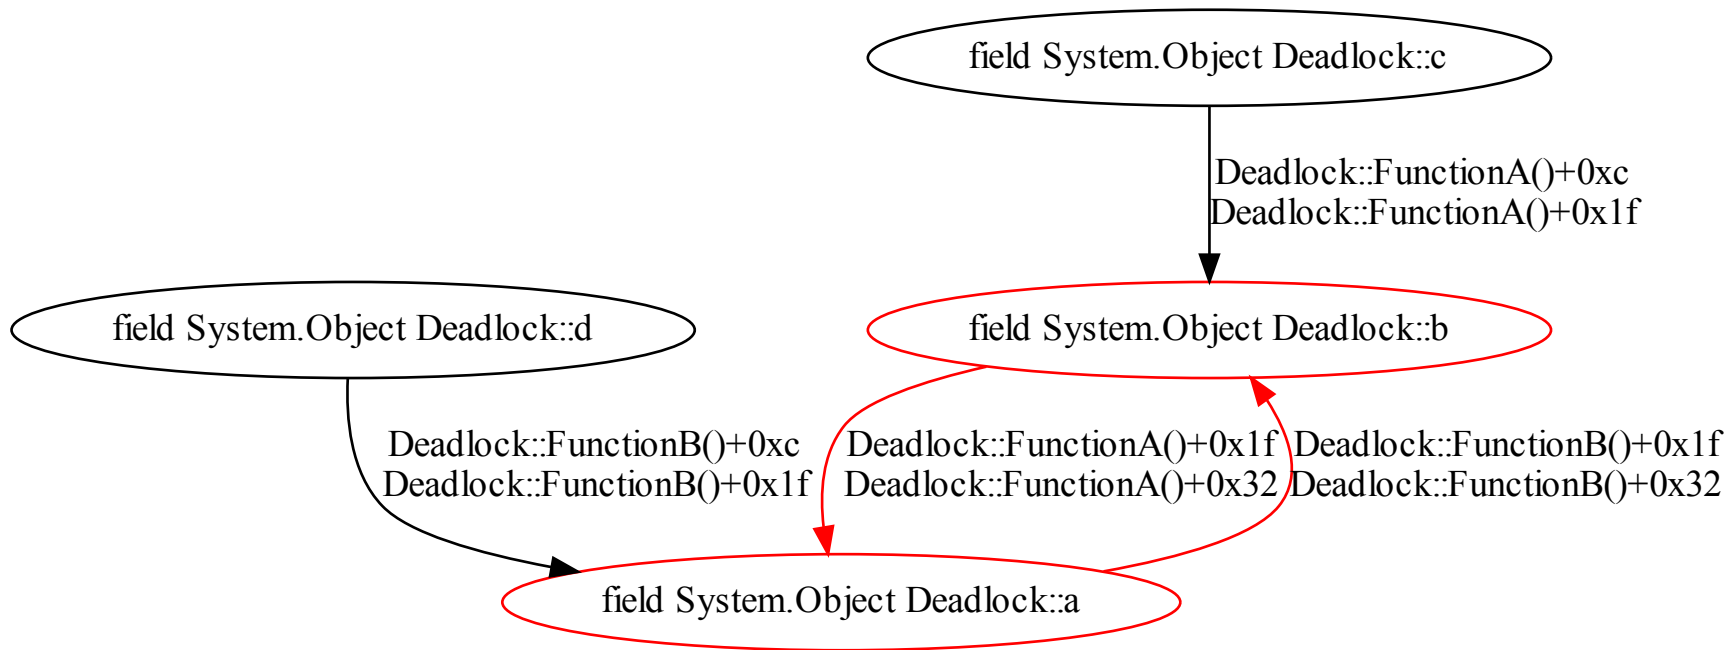 field System.Object Deadlock::c
Deadlock::FunctionA()+0xc
Deadlock::FunctionA()+0x1f
field System.Object Deadlock::d
field System.Object Deadlock::b
Deadlock::FunctionB()+0xc
Deadlock::FunctionB()+0x1f
Deadlock::FunctionA()+0x1f
Deadlock::FunctionA()+0x32
Deadlock::FunctionB()+0x1f
Deadlock::FunctionB()+0x32
field System.Object Deadlock::a